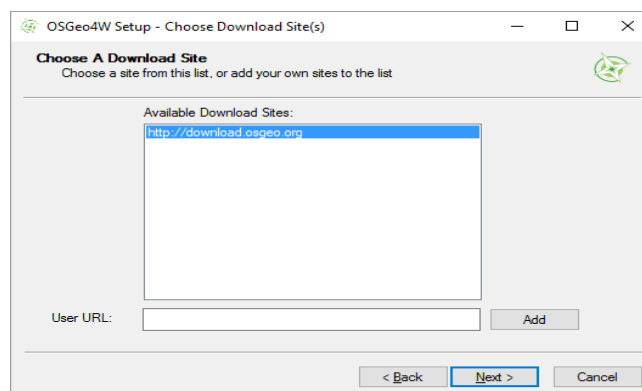 OSGeo4W Setup - Choose Download Site(s)
Choose A Download Site
Choose a site from this list, or add your own sites to the list
Available Download Sites:
http://download.osgeo.org
User URL:
Add
< Back
Next >
Cancel